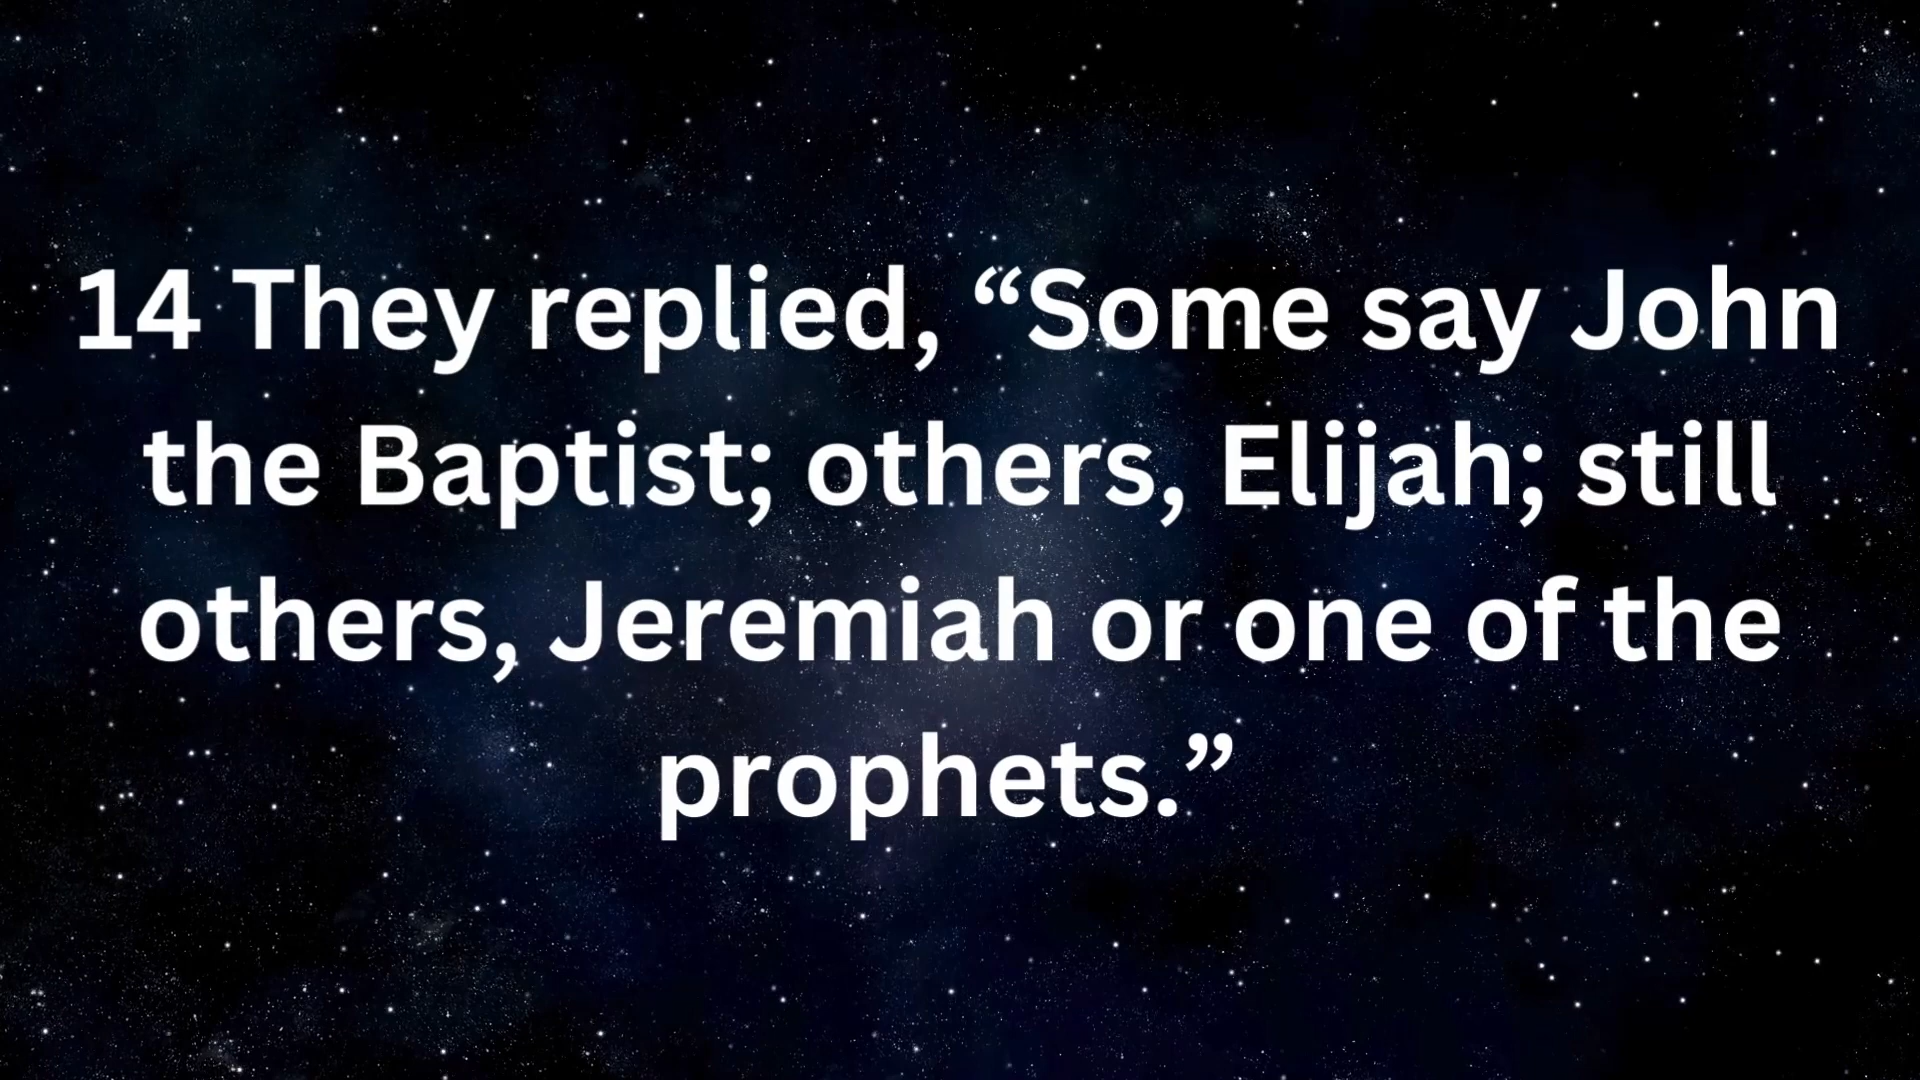 14 They replied, “Some say John
the Baptist; others, Elijah; still
others, Jeremiah or one of the
prophets.”